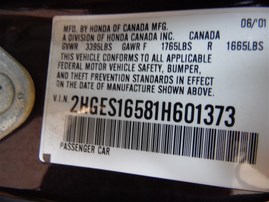 MFD. BY HONDA OF CANADA MFG. 06/01
A DIVISION OF HONDA CANADA INC. CANADA
GVWR 3395LBS GAWR F 1765LBS R 1665LBS
THIS VEHICLE CONFORMS TO ALL APPLICABLE
FEDERAL MOTOR VEHICLE SAFETY, BUMPER,
AND THEFT PREVENTION STANDARDS IN EFFECT
ON THE DATE OF MANUFACTURE SHOWN ABOVE.
V.I.N. 2HGES16581H601373
PASSENGER CAR